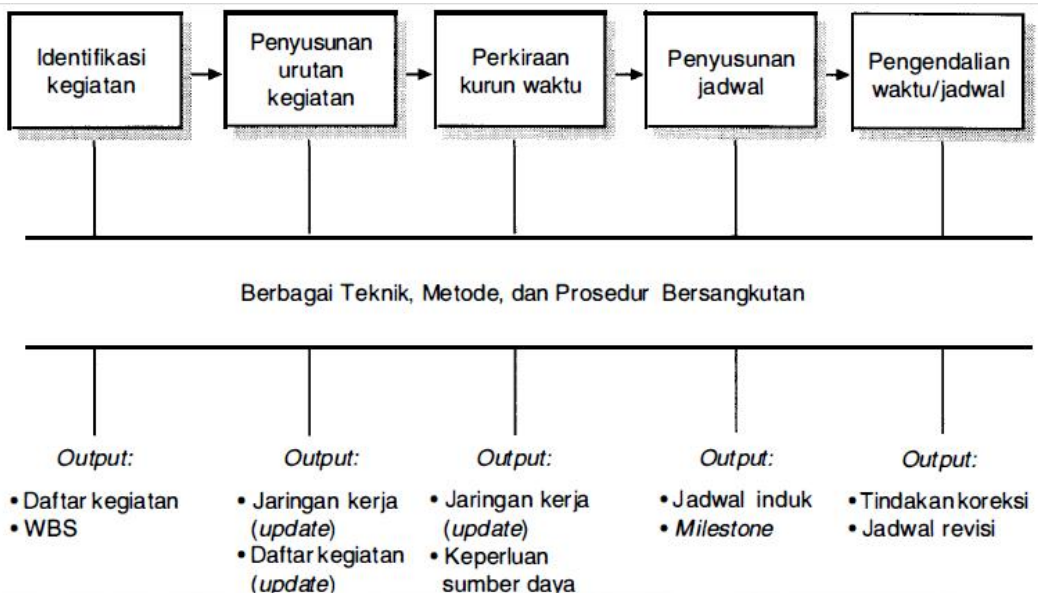 Identifikasi
kegiatan
Penyusunan
urutan
kegiatan
Perkiraan
kurun waktu
Penyusunan
jadwal
Pengendalian
waktu/jadwal
Berbagai Teknik, Metode, dan Prosedur Bersangkutan
Output:
• Daftar kegiatan
• WBS
Output:
• Jaringan kerja
(update)
• Daftar kegiatan
(update)
Output:
• Jaringan kerja
(update)
• Keperluan
sumber daya
Output:
• Jadwal induk
• Milestone
Output:
• Tindakan koreksi
• Jadwal revisi